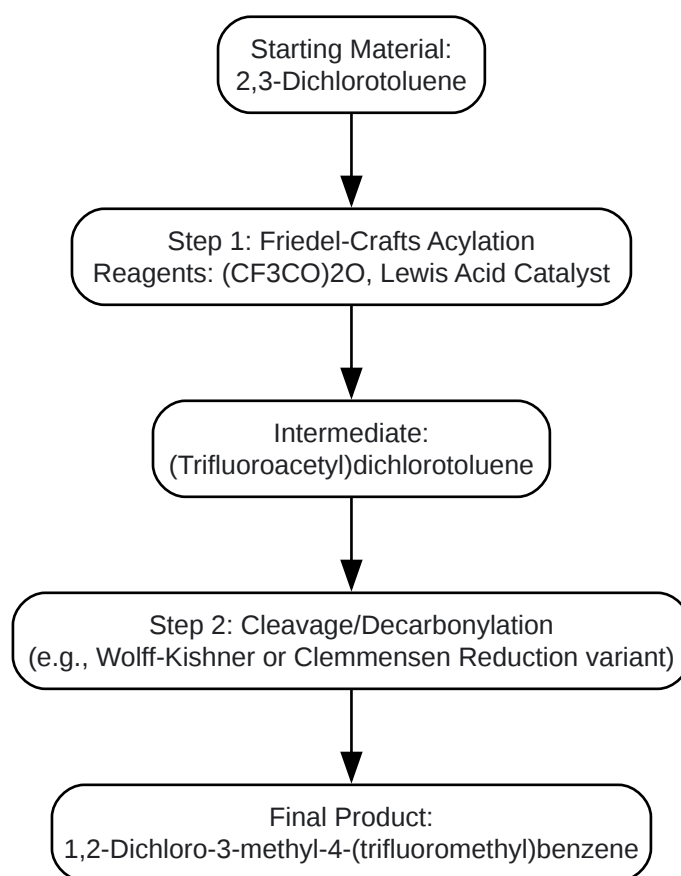 Starting Material:
2,3-Dichlorotoluene
Step 1: Friedel-Crafts Acylation
Reagents: (CF3CO)2O, Lewis Acid Catalyst
Intermediate:
(Trifluoroacetyl)dichlorotoluene
Step 2: Cleavage/Decarbonylation
(e.g., Wolff-Kishner or Clemmensen Reduction variant)
Final Product:
1,2-Dichloro-3-methyl-4-(trifluoromethyl)benzene